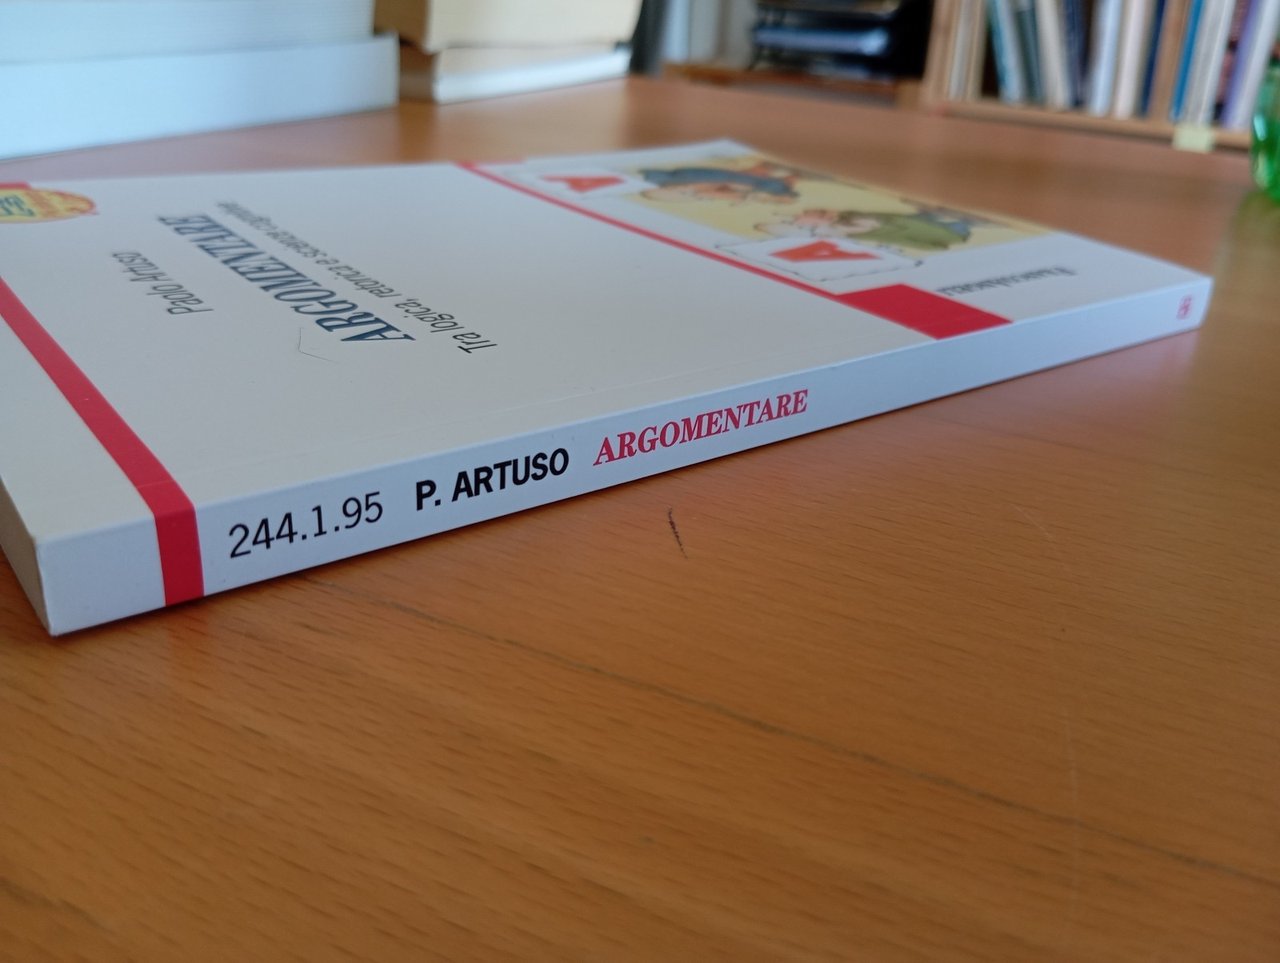 Paolo Artuso
ARGOMENTARE
Tra logica, retorica e scienze cognitive
FrancoAngeli
A
A
244.1.95 P. ARTUSO ARGOMENTARE